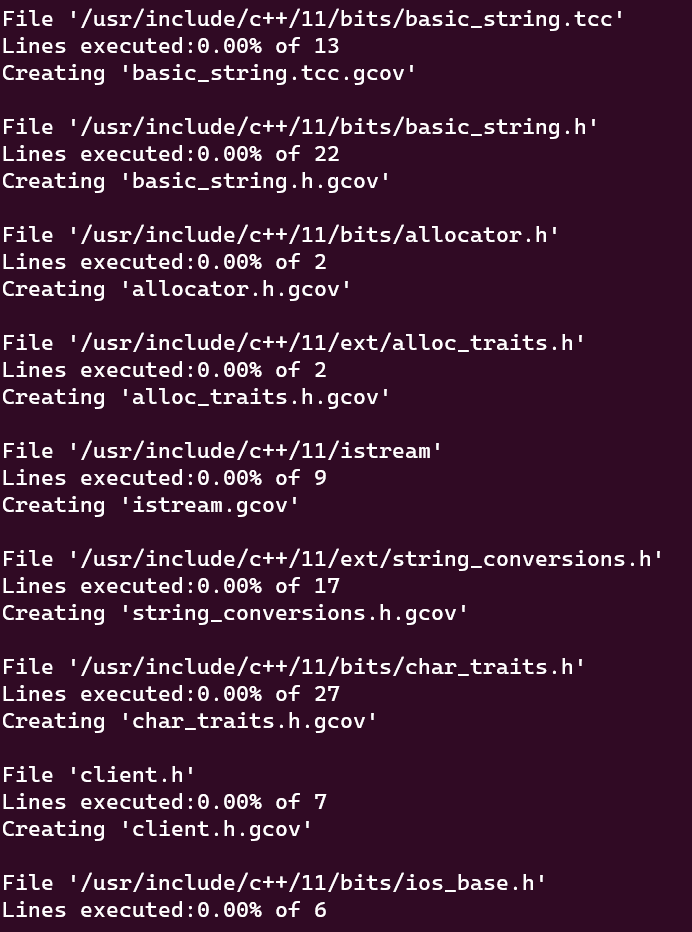 File '/usr/include/c++/11/bits/basic_string.tcc'
Lines executed:0.00% of 13
Creating 'basic_string.tcc.gcov'

File '/usr/include/c++/11/bits/basic_string.h'
Lines executed:0.00% of 22
Creating 'basic_string.h.gcov'

File '/usr/include/c++/11/bits/allocator.h'
Lines executed:0.00% of 2
Creating 'allocator.h.gcov'

File '/usr/include/c++/11/ext/alloc_traits.h'
Lines executed:0.00% of 2
Creating 'alloc_traits.h.gcov'

File '/usr/include/c++/11/istream'
Lines executed:0.00% of 9
Creating 'istream.gcov'

File '/usr/include/c++/11/ext/string_conversions.h'
Lines executed:0.00% of 17
Creating 'string_conversions.h.gcov'

File '/usr/include/c++/11/bits/char_traits.h'
Lines executed:0.00% of 27
Creating 'char_traits.h.gcov'

File 'client.h'
Lines executed:0.00% of 7
Creating 'client.h.gcov'

File '/usr/include/c++/11/bits/ios_base.h'
Lines executed:0.00% of 6